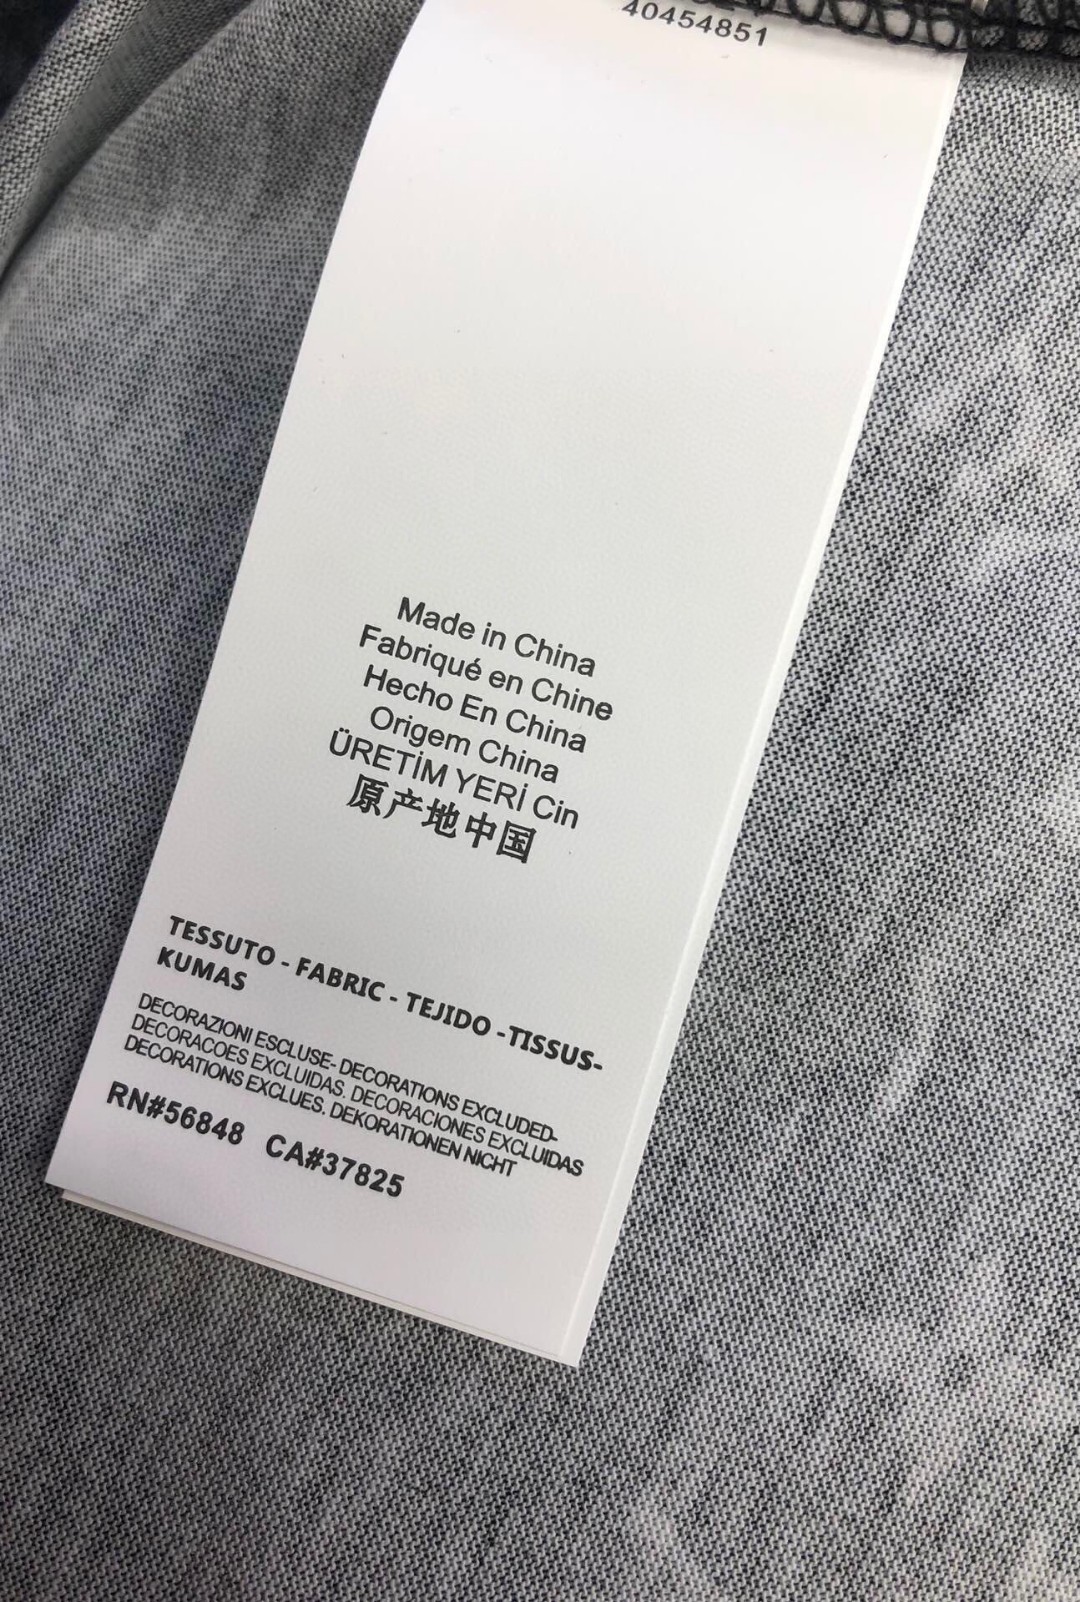 40454851
Made in China
Fabriqué en Chine
Hecho En China
Origem China
ÜRETİM YERİ Cin
原产地中国
TESSUTO - FABRIC - TEJIDO -TISSUS-
KUMAS
DECORAZIONI ESCLUSE- DECORATIONS EXCLUDED-
DECORACOES EXCLUIDAS. DECORACIONES EXCLUIDAS
DECORATIONS EXCLUES. DEKORATIONEN NICHT
RN#56848 CA#37825